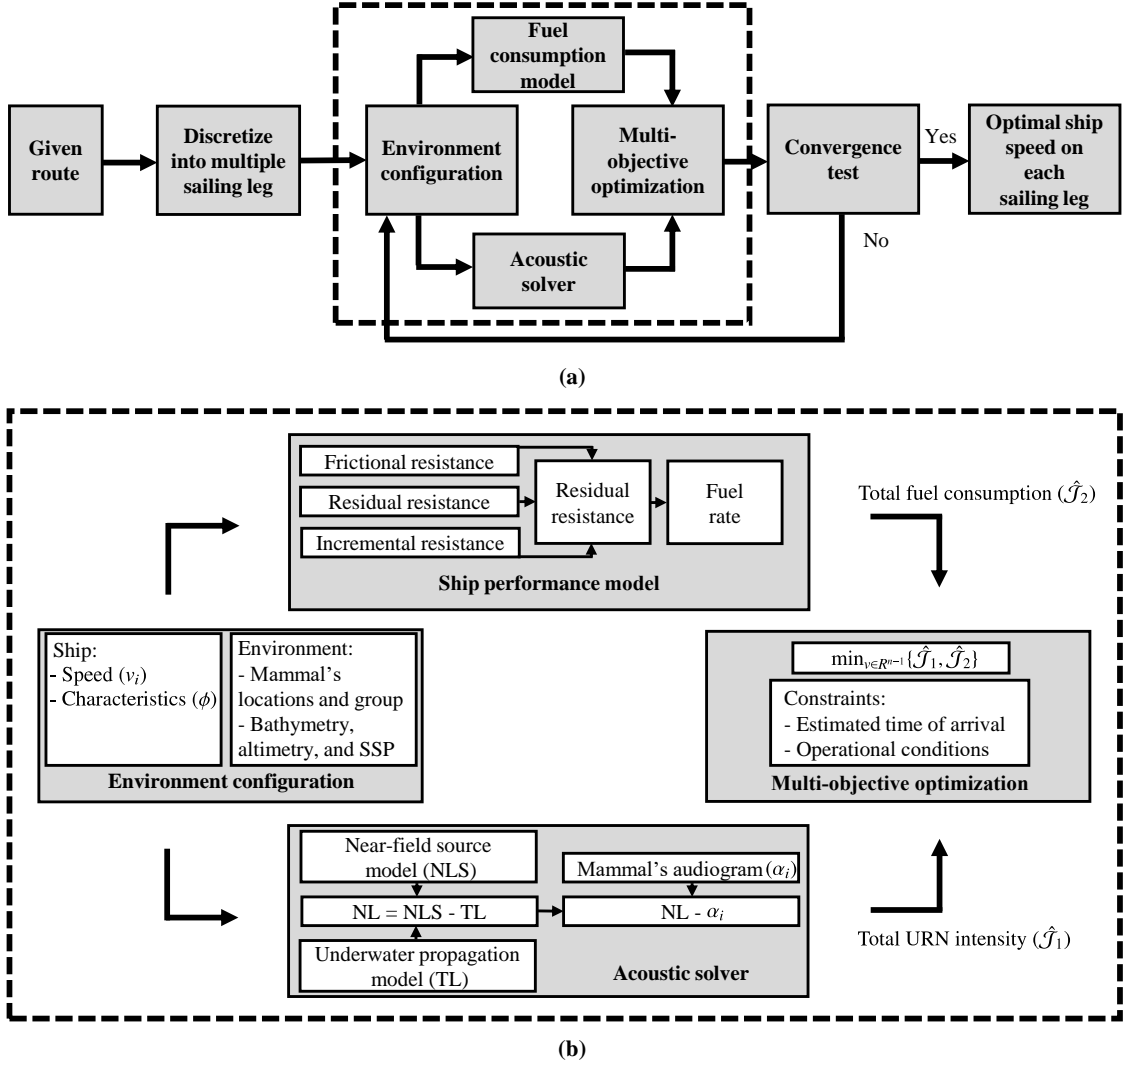 Given
route
Discretize
into multiple
sailing leg
Environment
configuration
Fuel
consumption
model
Acoustic
solver
Multi-
objective
optimization
Convergence
test
Yes
No
Optimal ship
speed on
each
sailing leg
(a)
Frictional resistance
Residual resistance
Incremental resistance
Residual
resistance
Fuel
rate
Ship performance model
Total fuel consumption (𝒥̂₂)
Ship:
- Speed (vᵢ)
- Characteristics (ϕ)
Environment:
- Mammal's
locations and group
- Bathymetry,
altimetry, and SSP
Environment configuration
min_{v∈Rⁿ⁻¹}{𝒥̂₁, 𝒥̂₂}
Constraints:
- Estimated time of arrival
- Operational conditions
Multi-objective optimization
Near-field source
model (NLS)
NL = NLS - TL
Underwater propagation
model (TL)
Mammal's audiogram (αᵢ)
NL - αᵢ
Acoustic solver
Total URN intensity (𝒥̂₁)
(b)